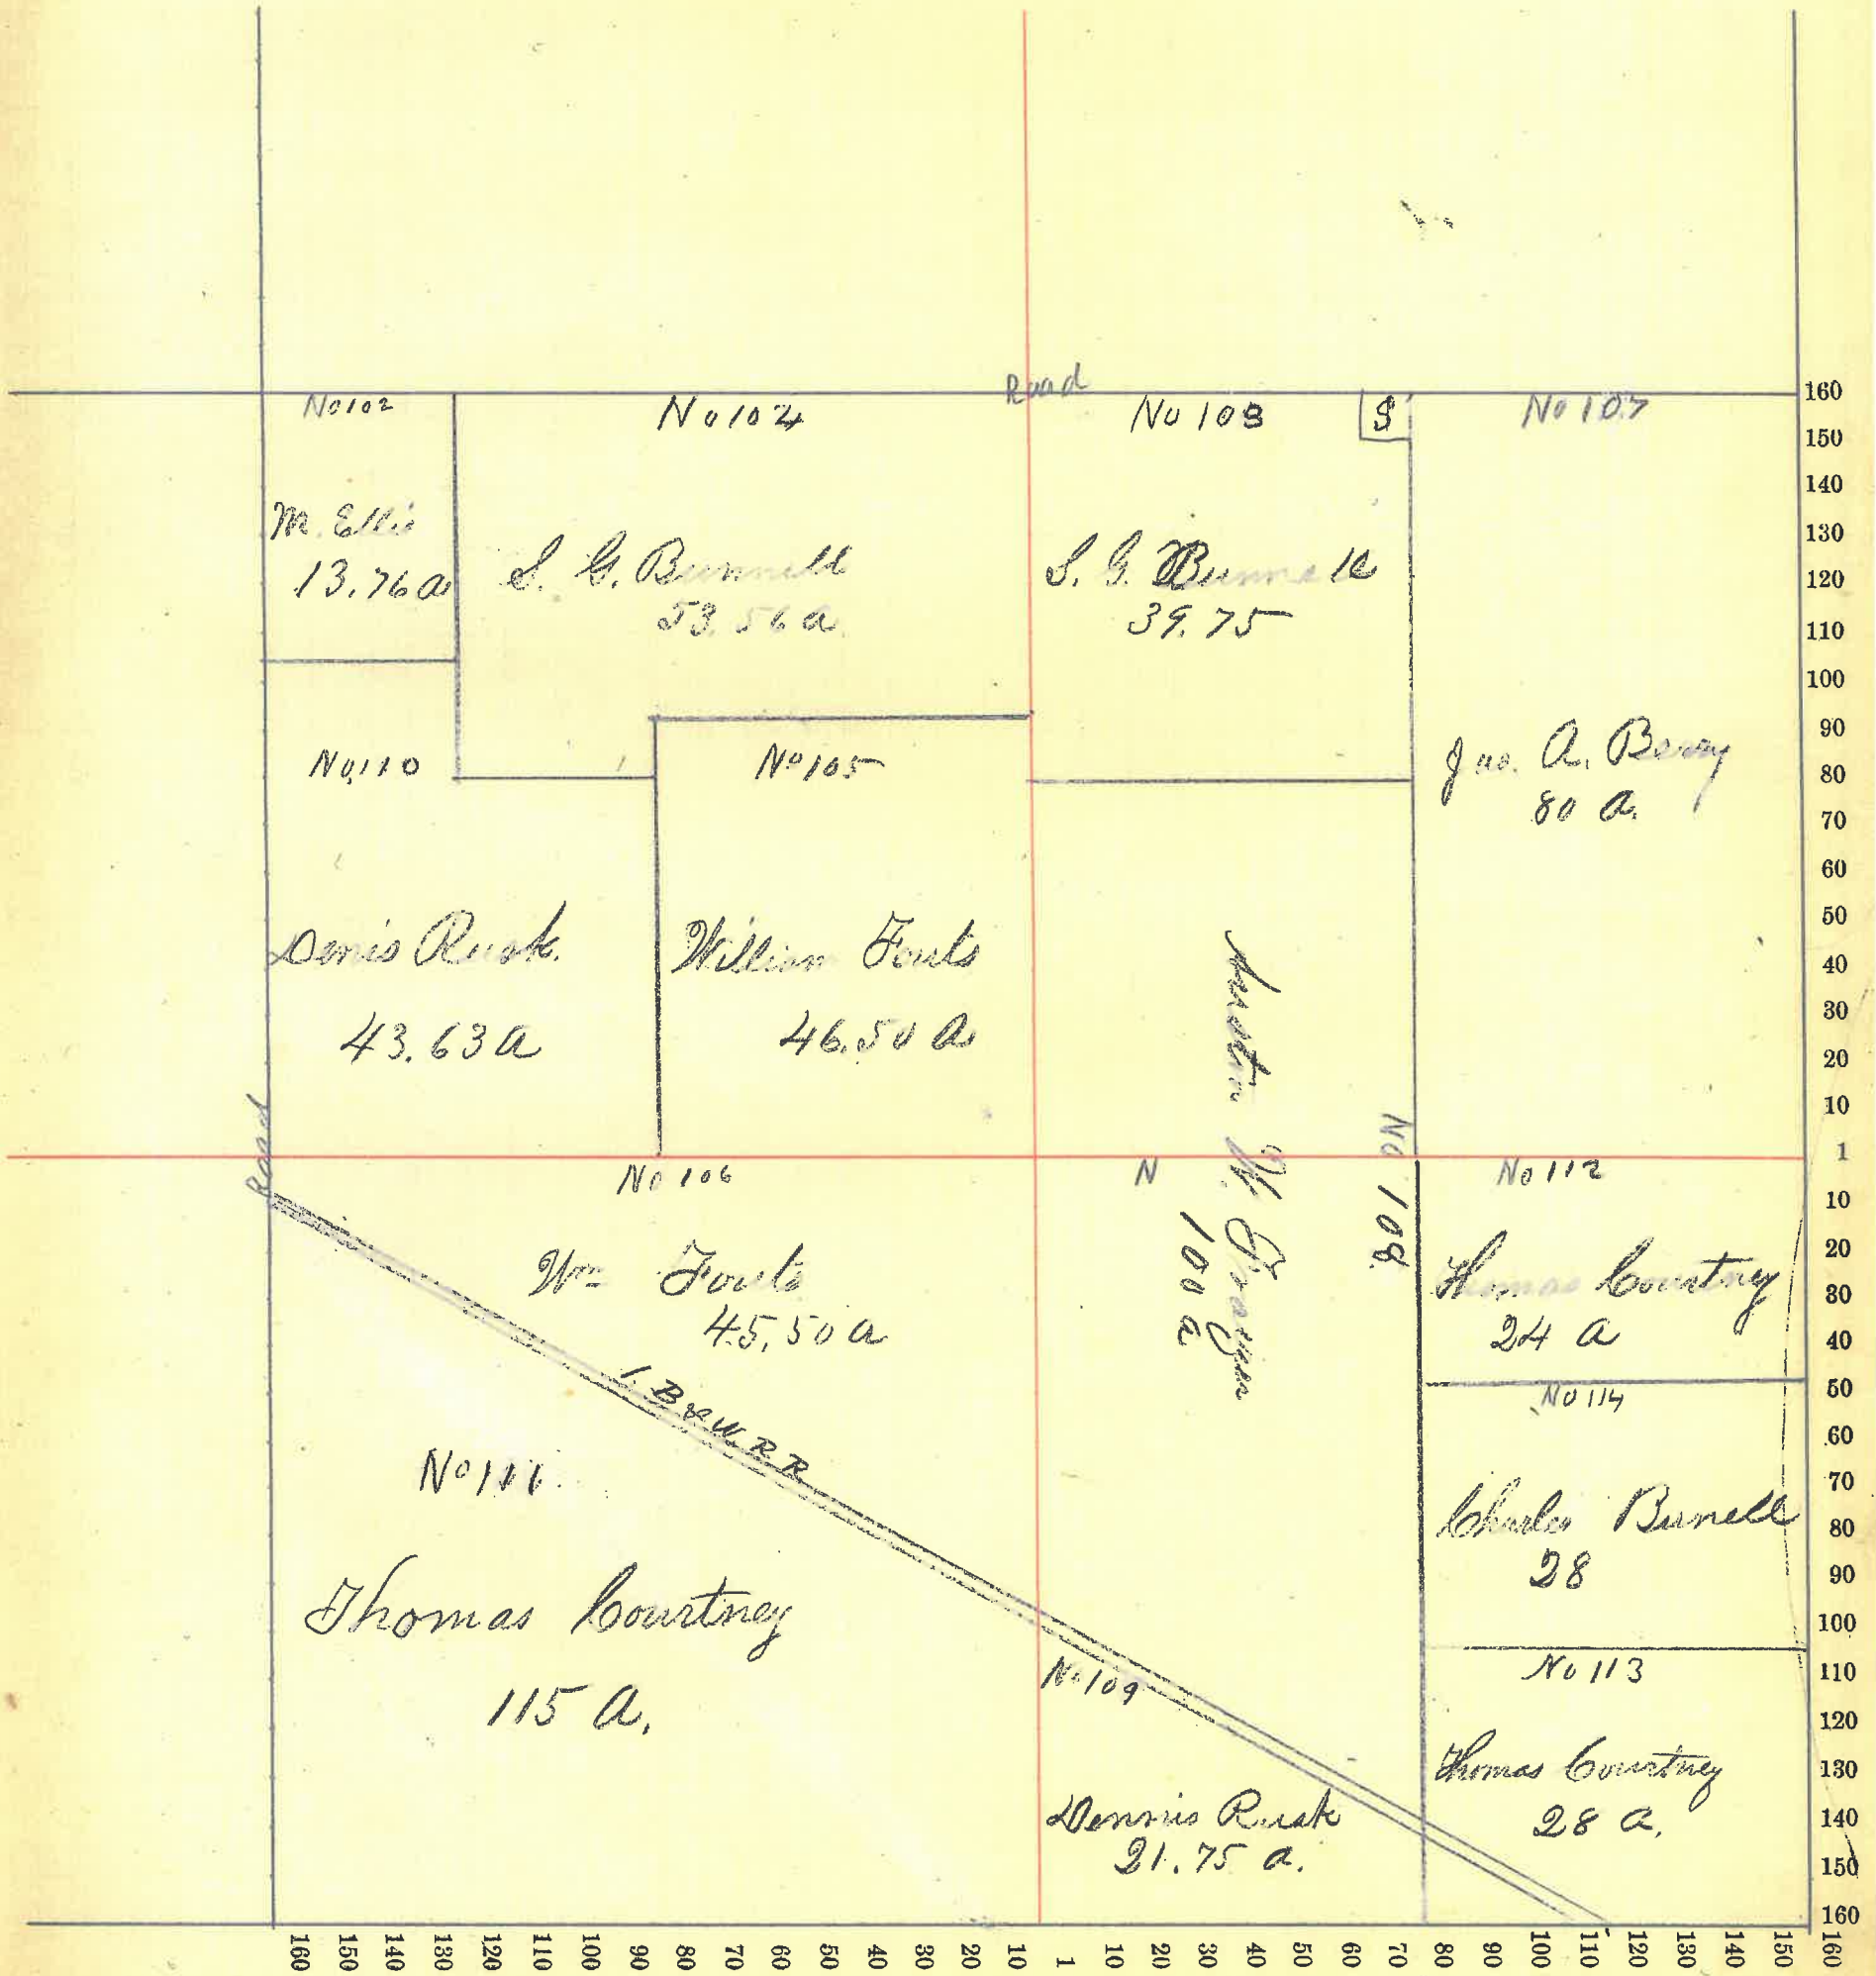 Road
No 102
No 104
No 103
S
No 107
M. Ellis
13.76 a
S. G. Bunnell
53.56 a
S. G. Bunnell
39.75
No 110
No 105
Jno. A. Berry
80 A.
Denis Rusk.
43.63 a
William Fouts
46.50 A
Road
No 106
N
No 108
100 a
No 112
Wm Fouts
45.50 a
Thomas Courtney
24 a
I. B & W. R R
No 114
No 111
Charles Bunell
28
Thomas Courtney
115 A.
No 109
No 113
Dennis Rusk
21.75 a.
Thomas Courtney
28 a.
160
150
140
130
120
110
100
90
80
70
60
50
40
30
20
10
1
10
20
30
40
50
60
70
80
90
100
110
120
130
140
150
160
160 150 140 130 120 110 100 90 80 70 60 50 40 30 20 10 1 10 20 30 40 50 60 70 80 90 100 110 120 130 140 150 160